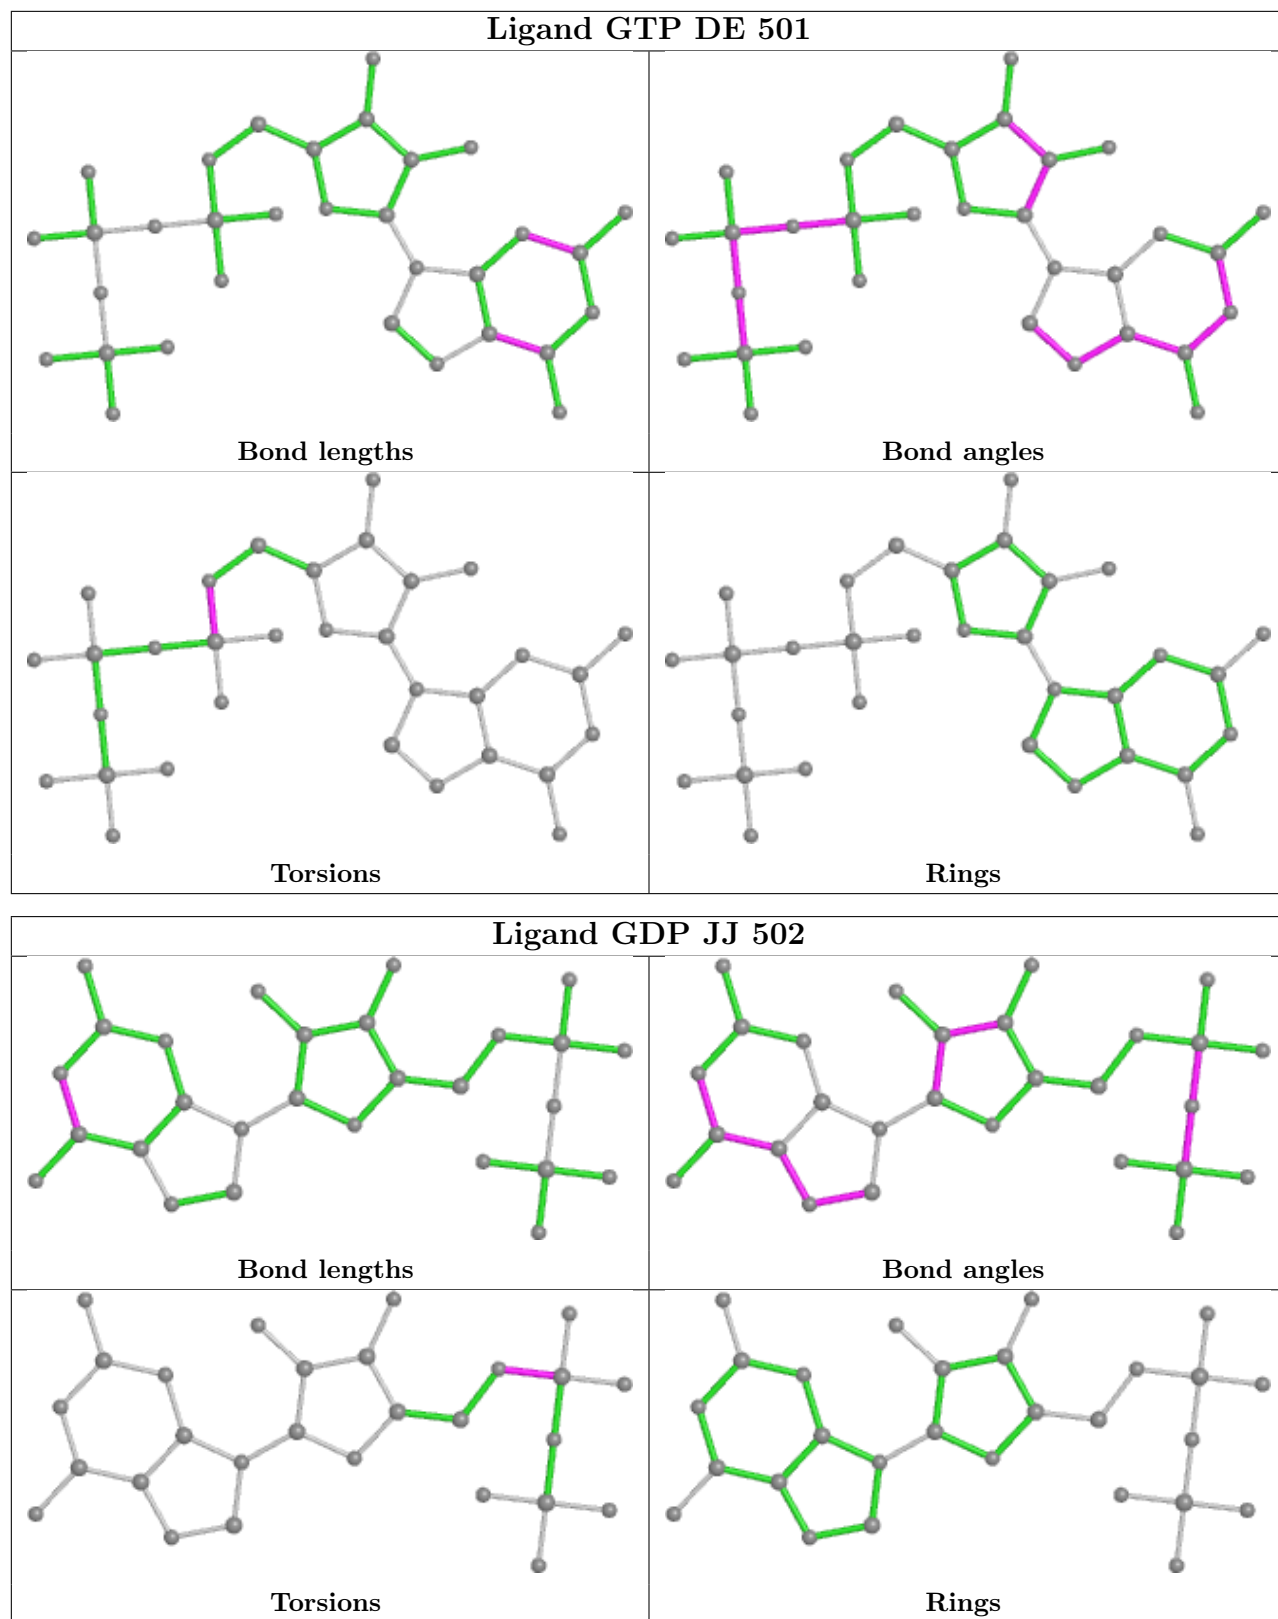 Ligand GTP DE 501
Bond lengths
Bond angles
Torsions
Rings
Ligand GDP JJ 502
Bond lengths
Bond angles
Torsions
Rings